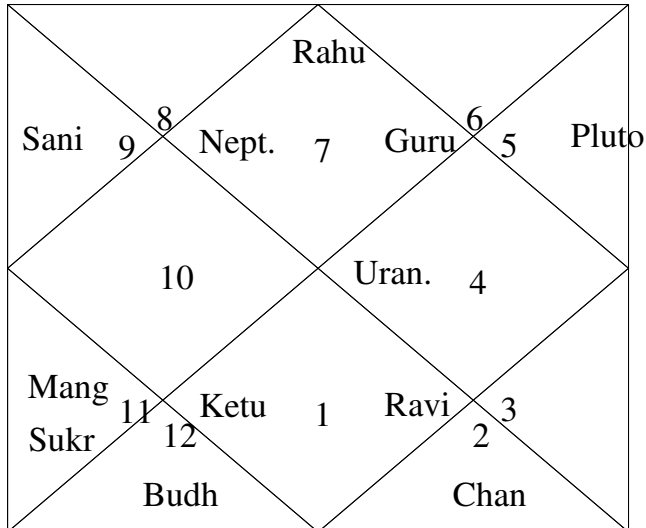 Rahu
8 6
Sani 9 Nept. 7 Guru 5 Pluto
10 Uran. 4
Mang 11 Ketu 1 Ravi 3
Sukr 12 2
Budh Chan